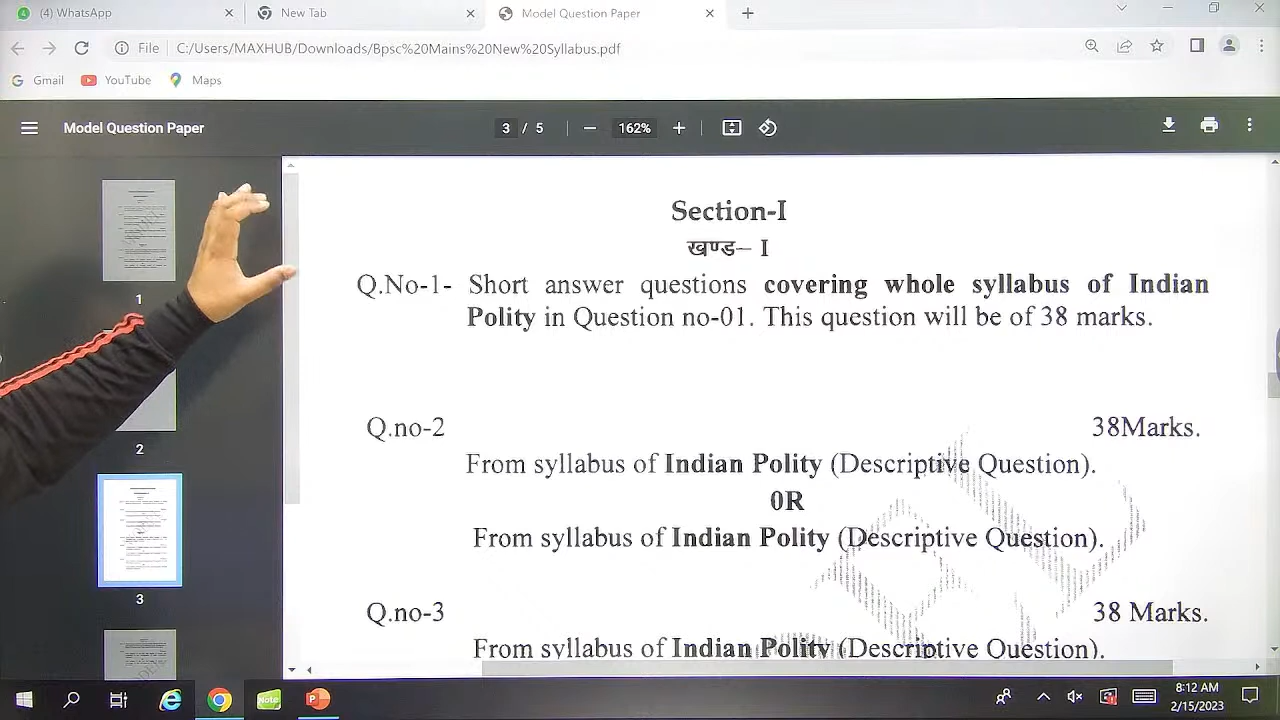 (4) WhatsApp
New Tab
Model Question Paper
File | C:/Users/MAXHUB/Downloads/Bpsc%20Mains%20New%20Syllabus.pdf
Gmail YouTube Maps
Model Question Paper
3 / 5
162%
Section-I
खण्ड– I
Q.No-1- Short answer questions covering whole syllabus of Indian
Polity in Question no-01. This question will be of 38 marks.
Q.no-2 38Marks.
From syllabus of Indian Polity (Descriptive Question).
0R
From syllabus of Indian Polity (Descriptive Question).
Q.no-3 38 Marks.
From syllabus of Indian Polity (Descriptive Question).
1
2
3
Note
8:12 AM
2/15/2023